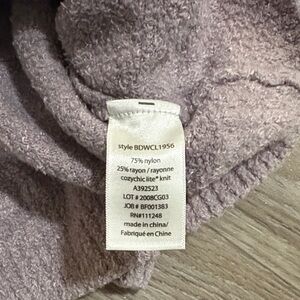 style BDWCL1956
75% nylon
25% rayon / rayonne
cozychic lite® knit
A392523
LOT # 2008CG03
JOB # BF001383
RN#111248
made in china/
Fabriqué en Chine